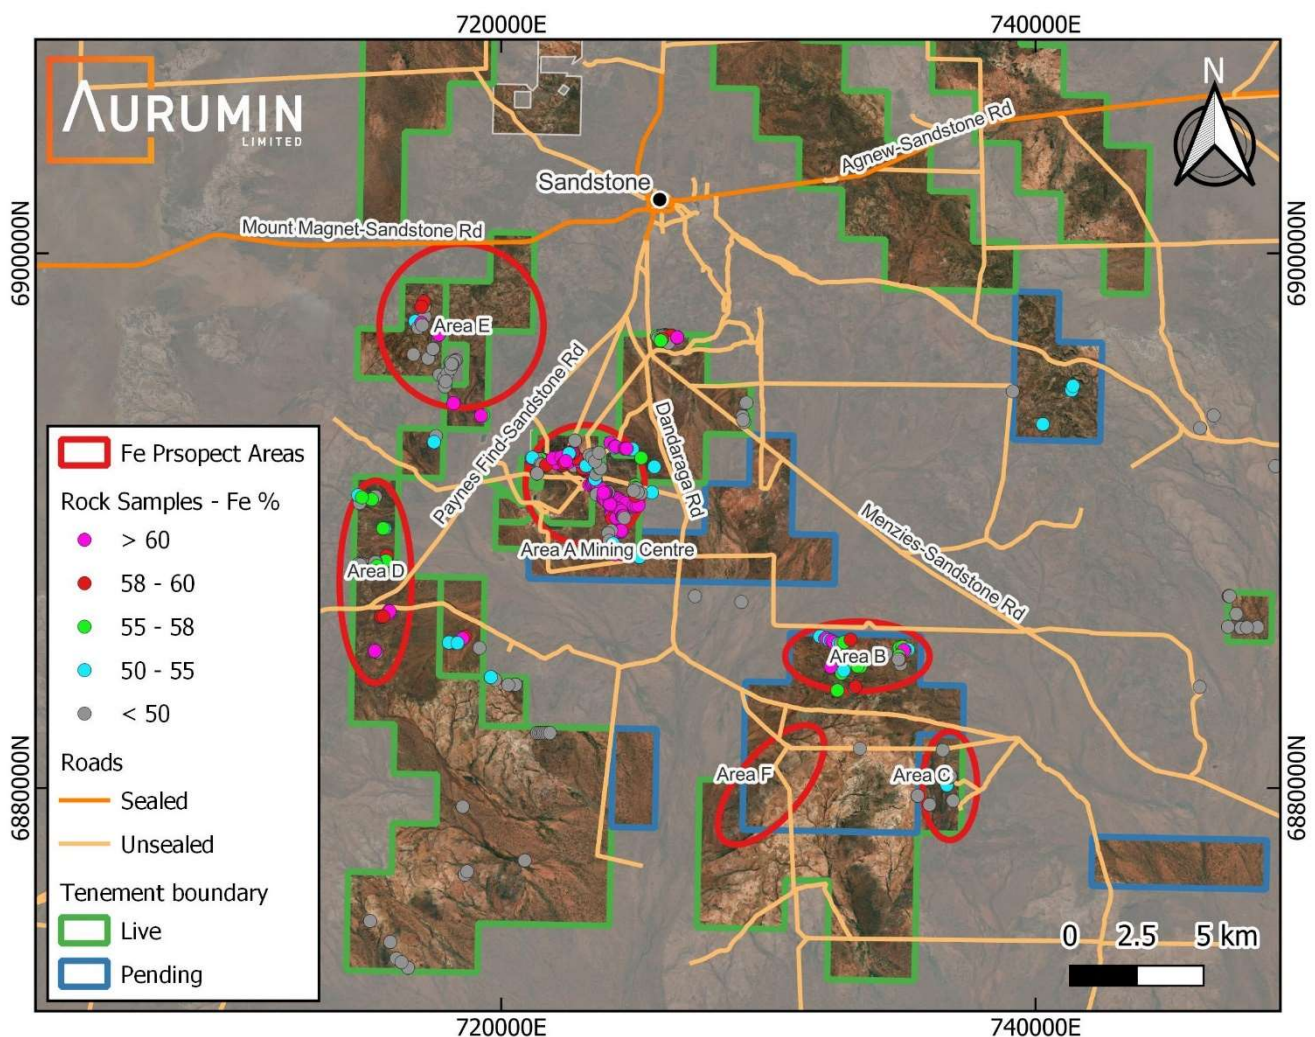 720000E
740000E
AURUMIN
LIMITED
N
Agnew-Sandstone Rd
Sandstone
Mount Magnet-Sandstone Rd
6900000N
6900000N
Area E
Paynes Find-Sandstone Rd
Dandaraga Rd
Menzies-Sandstone Rd
Area A Mining Centre
Area D
Area B
Area F
Area C
6880000N
6880000N
Fe Prsopect Areas
Rock Samples - Fe %
> 60
58 - 60
55 - 58
50 - 55
< 50
Roads
Sealed
Unsealed
Tenement boundary
Live
Pending
0 2.5 5 km
720000E
740000E